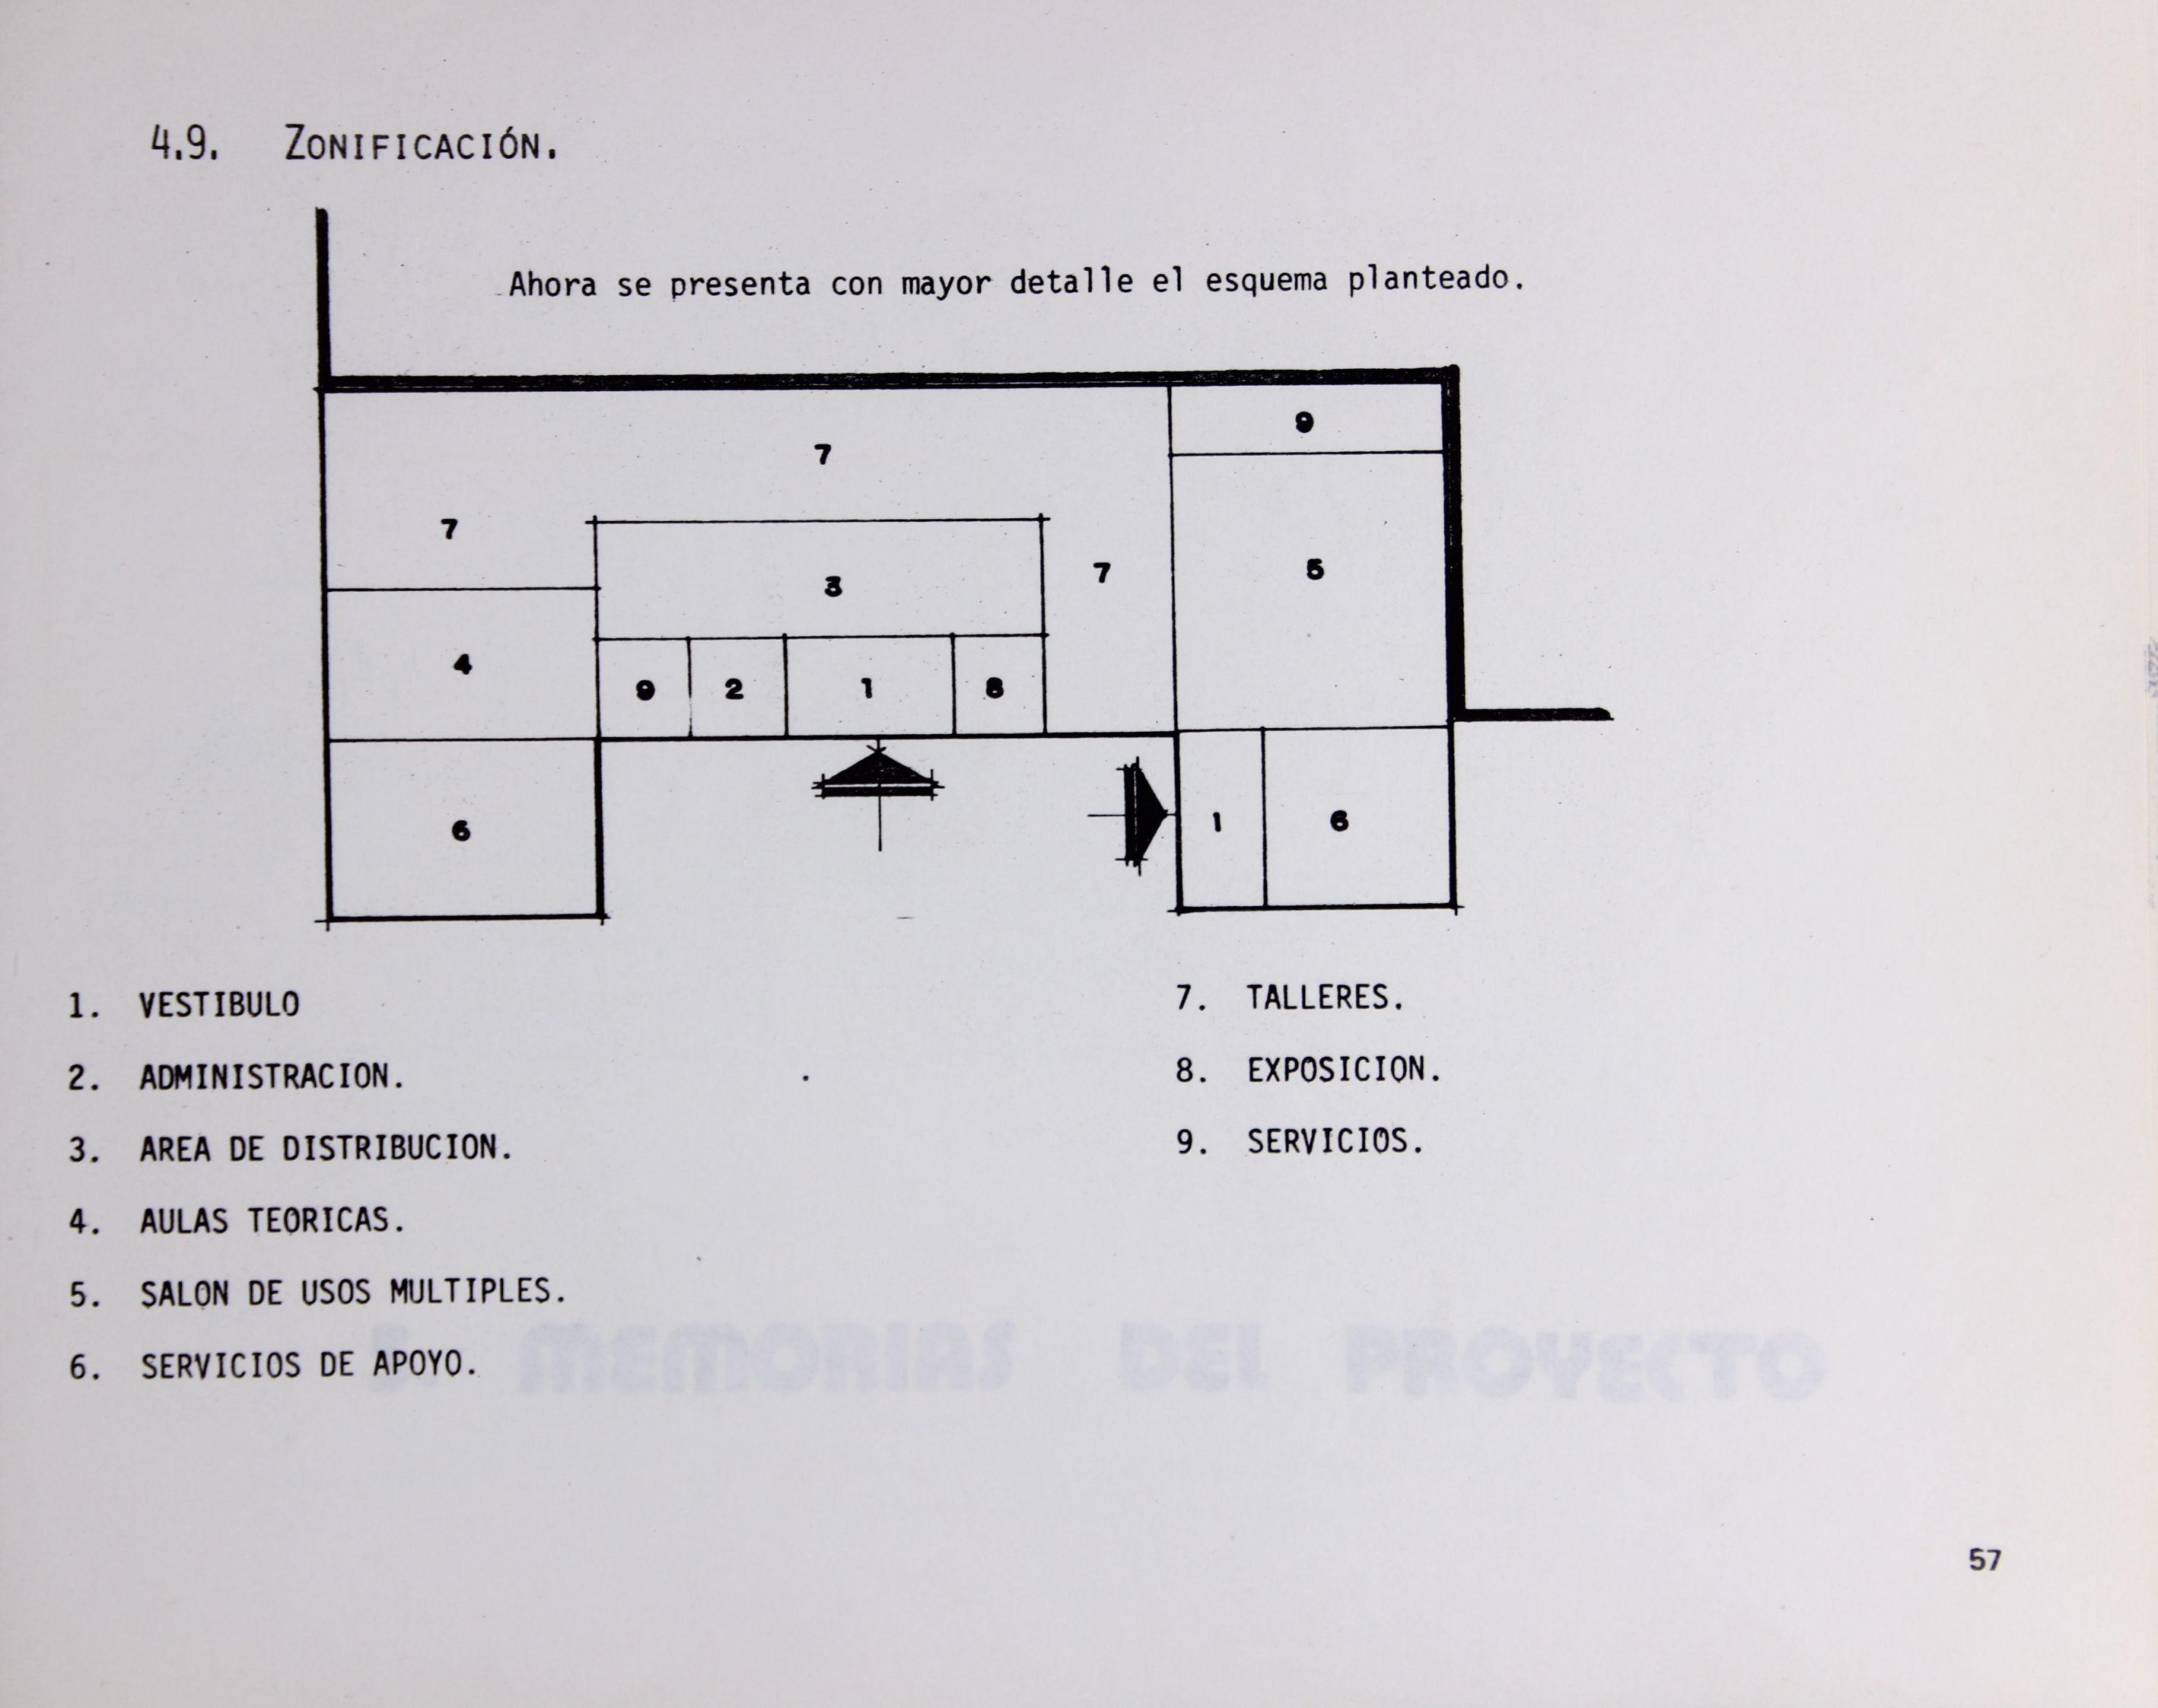 4.9. ZONIFICACIÓN.
Ahora se presenta con mayor detalle el esquema planteado.
9
7
7
3
7
5
4
9 2 1 8
6
1 6
1. VESTIBULO
2. ADMINISTRACION.
3. AREA DE DISTRIBUCION.
4. AULAS TEORICAS.
5. SALON DE USOS MULTIPLES.
6. SERVICIOS DE APOYO.
7. TALLERES.
8. EXPOSICION.
9. SERVICIOS.
5. MEMORIAS DEL PROYECTO
57